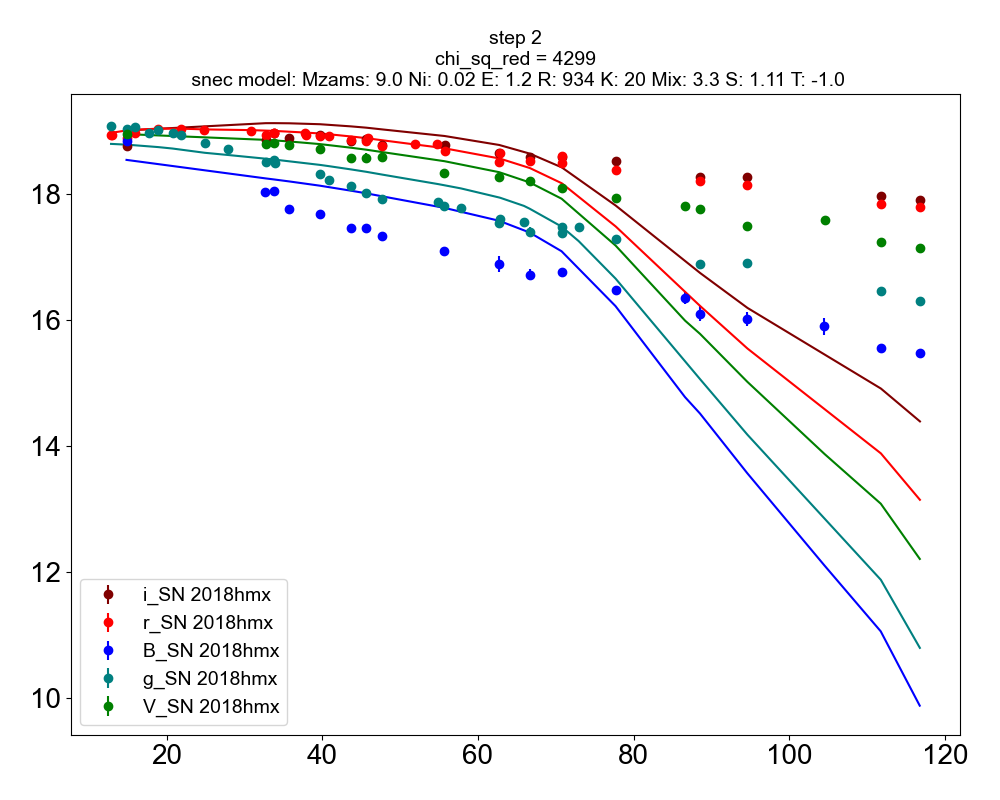 step 2
chi_sq_red = 4299
snec model: Mzams: 9.0 Ni: 0.02 E: 1.2 R: 934 K: 20 Mix: 3.3 S: 1.11 T: -1.0
18
16
14
12
10
i_SN 2018hmx
r_SN 2018hmx
B_SN 2018hmx
g_SN 2018hmx
V_SN 2018hmx
20 40 60 80 100 120